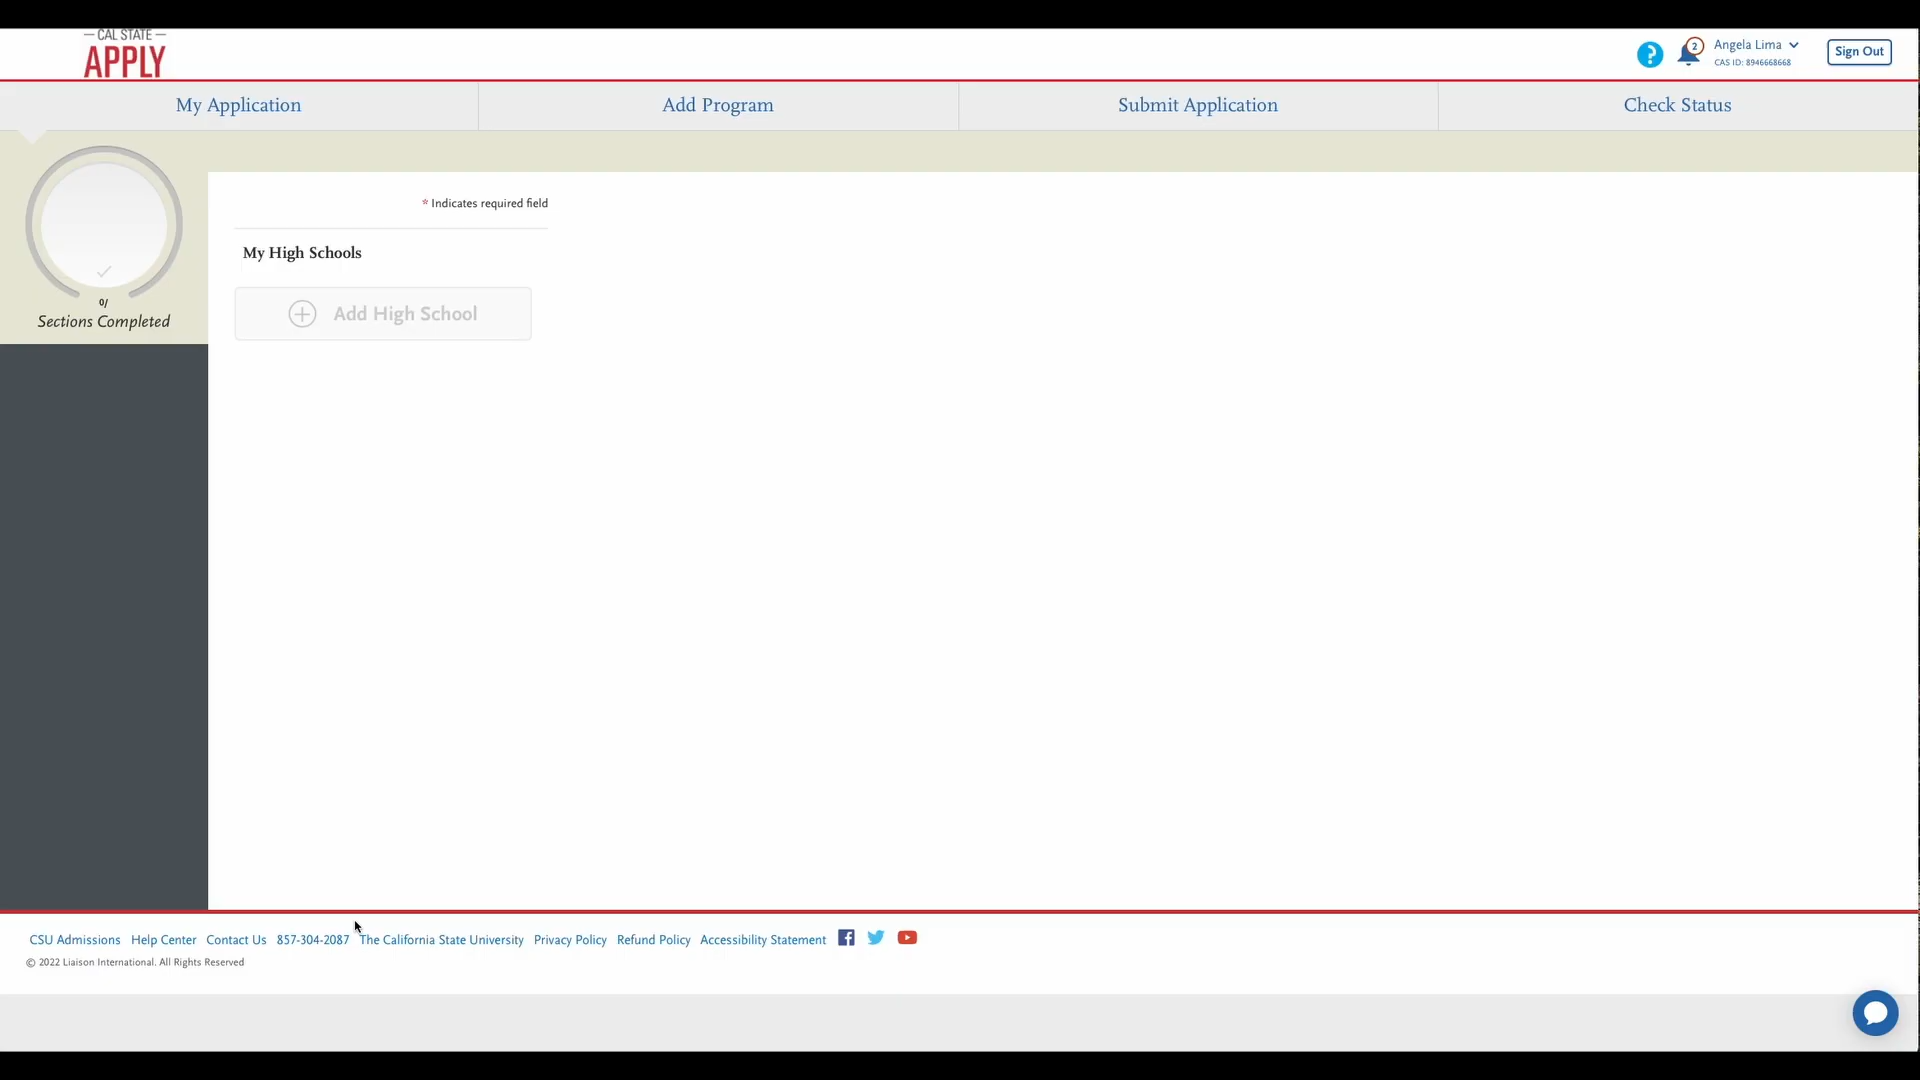 — CAL STATE —
APPLY
?
2
Angela Lima
CAS ID: 8946668668
Sign Out
My Application
Add Program
Submit Application
Check Status
0/
Sections Completed
* Indicates required field
My High Schools
Add High School
CSU Admissions Help Center Contact Us 857-304-2087 The California State University Privacy Policy Refund Policy Accessibility Statement
© 2022 Liaison International. All Rights Reserved